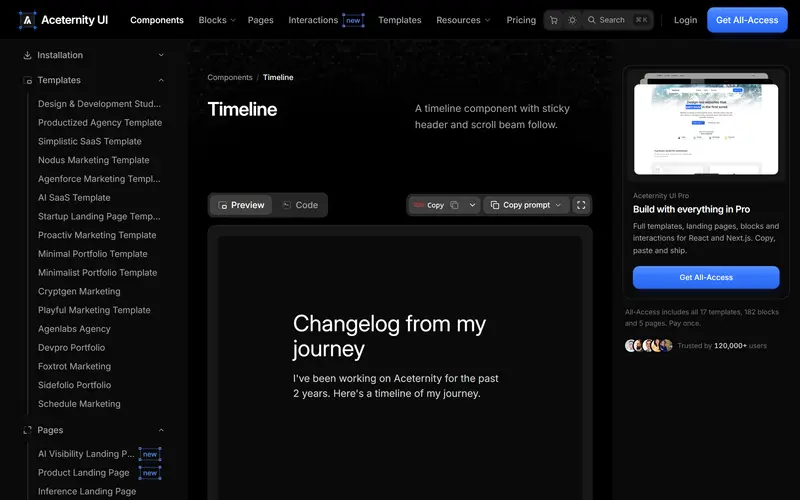 Aceternity UI
Components
Blocks
Pages
Interactions
new
Templates
Resources
Pricing
Search
⌘K
Login
Get All-Access
Installation
Templates
Design & Development Stud...
Productized Agency Template
Simplistic SaaS Template
Nodus Marketing Template
Agenforce Marketing Templ...
AI SaaS Template
Startup Landing Page Temp...
Proactiv Marketing Template
Minimal Portfolio Template
Minimalist Portfolio Template
Cryptgen Marketing
Playful Marketing Template
Agenlabs Agency
Devpro Portfolio
Foxtrot Marketing
Sidefolio Portfolio
Schedule Marketing
Pages
AI Visibility Landing P...
new
Product Landing Page
new
Inference Landing Page
Components / Timeline
Timeline
A timeline component with sticky
header and scroll beam follow.
Preview
Code
Copy
Copy prompt
Changelog from my
journey
I've been working on Aceternity for the past
2 years. Here's a timeline of my journey.
Aceternity UI Pro
Build with everything in Pro
Full templates, landing pages, blocks and
interactions for React and Next.js. Copy,
paste and ship.
Get All-Access
All-Access includes all 17 templates, 182 blocks
and 5 pages. Pay once.
Trusted by 120,000+ users